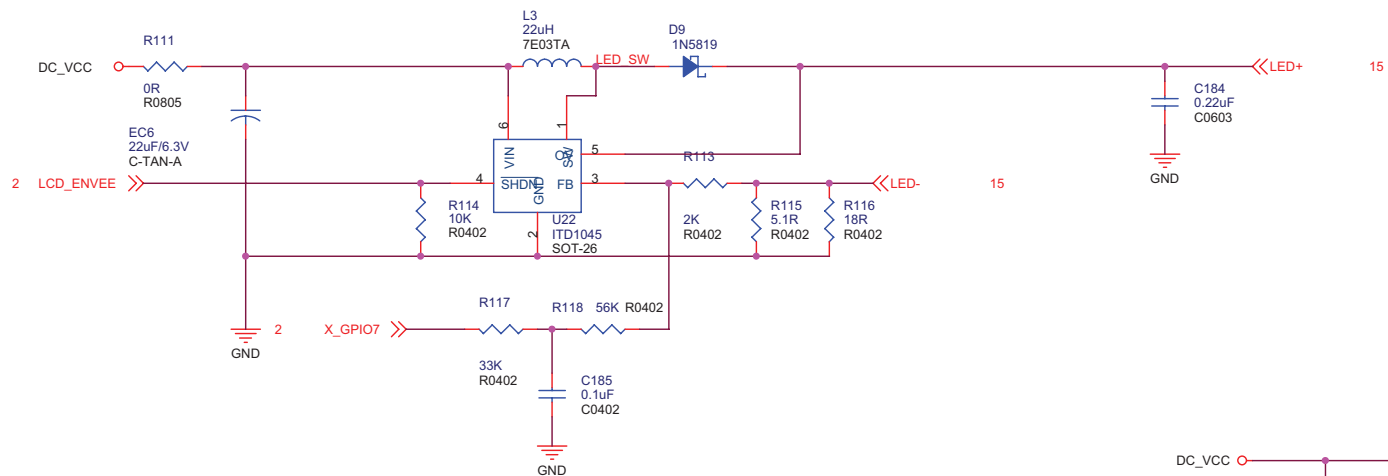 L3
22uH
7E03TA
R111
0R
R0805
DC_VCC
LED_SW
D9
1N5819
LED+ 15
C184
0.22uF
C0603
GND
EC6
22uF/6.3V
C-TAN-A
2 LCD_ENVEE
6
1
VIN
SW
5
4
SHDN
FB
3
GND
2
U22
ITD1045
SOT-26
R113
2K
R0402
LED- 15
R114
10K
R0402
R115
5.1R
R0402
R116
18R
R0402
GND
2 X_GPIO7
R117
33K
R0402
R118 56K R0402
C185
0.1uF
C0402
GND
DC_VCC